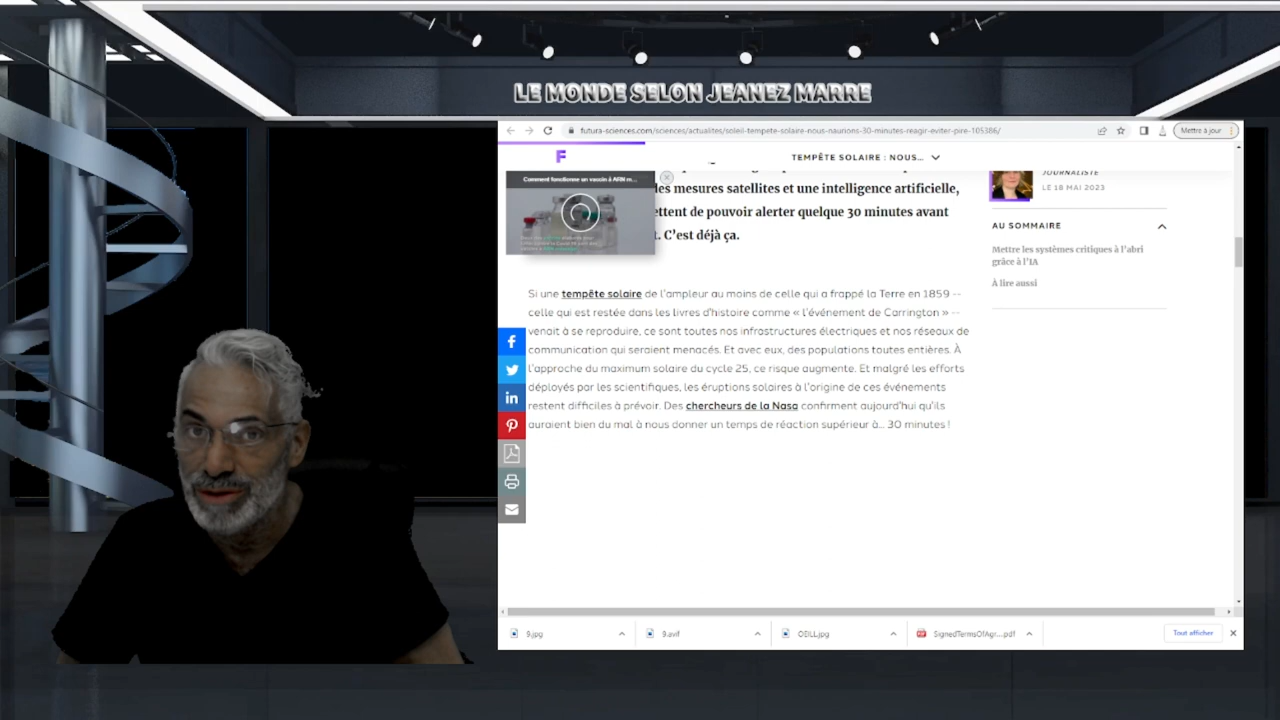 LE MONDE SELON JEANEZ MARRE
futura-sciences.com/sciences/actualites/soleil-tempete-solaire-nous-naurions-30-minutes-reagir-eviter-pire-105386/
Mettre à jour
F
TEMPÊTE SOLAIRE : NOUS...
Comment fonctionne un vaccin à ARN m...
les mesures satellites et une intelligence artificielle,
ettent de pouvoir alerter quelque 30 minutes avant
t. C'est déjà ça.
JOURNALISTE
LE 18 MAI 2023
AU SOMMAIRE
Mettre les systèmes critiques à l'abri
grâce à l'IA
À lire aussi
Si une tempête solaire de l'ampleur au moins de celle qui a frappé la Terre en 1859 --
celle qui est restée dans les livres d'histoire comme « l'événement de Carrington » --
venait à se reproduire, ce sont toutes nos infrastructures électriques et nos réseaux de
communication qui seraient menacés. Et avec eux, des populations toutes entières. À
l'approche du maximum solaire du cycle 25, ce risque augmente. Et malgré les efforts
déployés par les scientifiques, les éruptions solaires à l'origine de ces événements
restent difficiles à prévoir. Des chercheurs de la Nasa confirment aujourd'hui qu'ils
auraient bien du mal à nous donner un temps de réaction supérieur à... 30 minutes !
9.jpg
9.avif
OEILL.jpg
SignedTermsOfAgr....pdf
Tout afficher